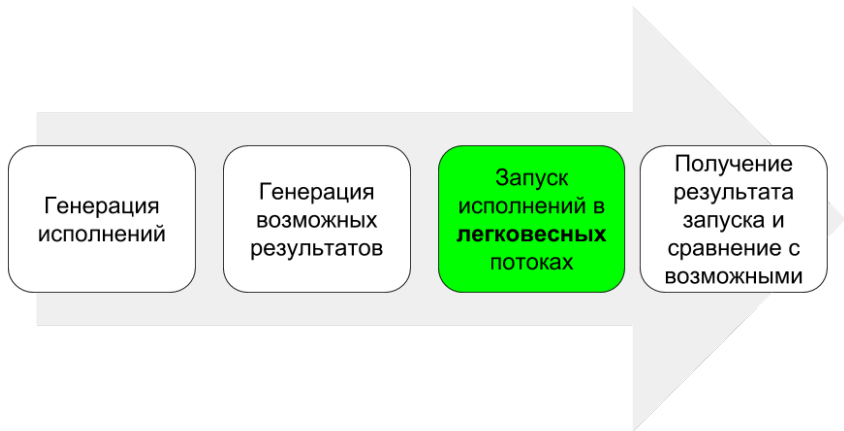 Генерация
исполнений
Генерация
возможных
результатов
Запуск
исполнений в
легковесных
потоках
Получение
результата
запуска и
сравнение с
возможными